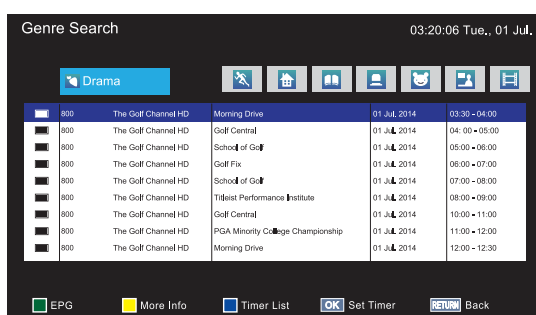 Genre Search 03:20:06 Tue., 01 Jul.
Drama
800 The Golf Channel HD Morning Drive 01 Jul. 2014 03:30 - 04:00
800 The Golf Channel HD Golf Central 01 Jul. 2014 04: 00 - 05:00
800 The Golf Channel HD School of Golf 01 Jul. 2014 05:00 - 06:00
800 The Golf Channel HD Golf Fix 01 Jul. 2014 06:00 - 07:00
800 The Golf Channel HD School of Golf 01 Jul. 2014 07:00 - 08:00
800 The Golf Channel HD Titleist Performance Institute 01 Jul. 2014 08:00 - 09:00
800 The Golf Channel HD Golf Central 01 Jul. 2014 10:00 - 11:00
800 The Golf Channel HD PGA Minority College Championship 01 Jul. 2014 11:00 - 12:00
800 The Golf Channel HD Morning Drive 01 Jul. 2014 12:00 - 12:30
EPG More Info Timer List OK Set Timer RETURN Back